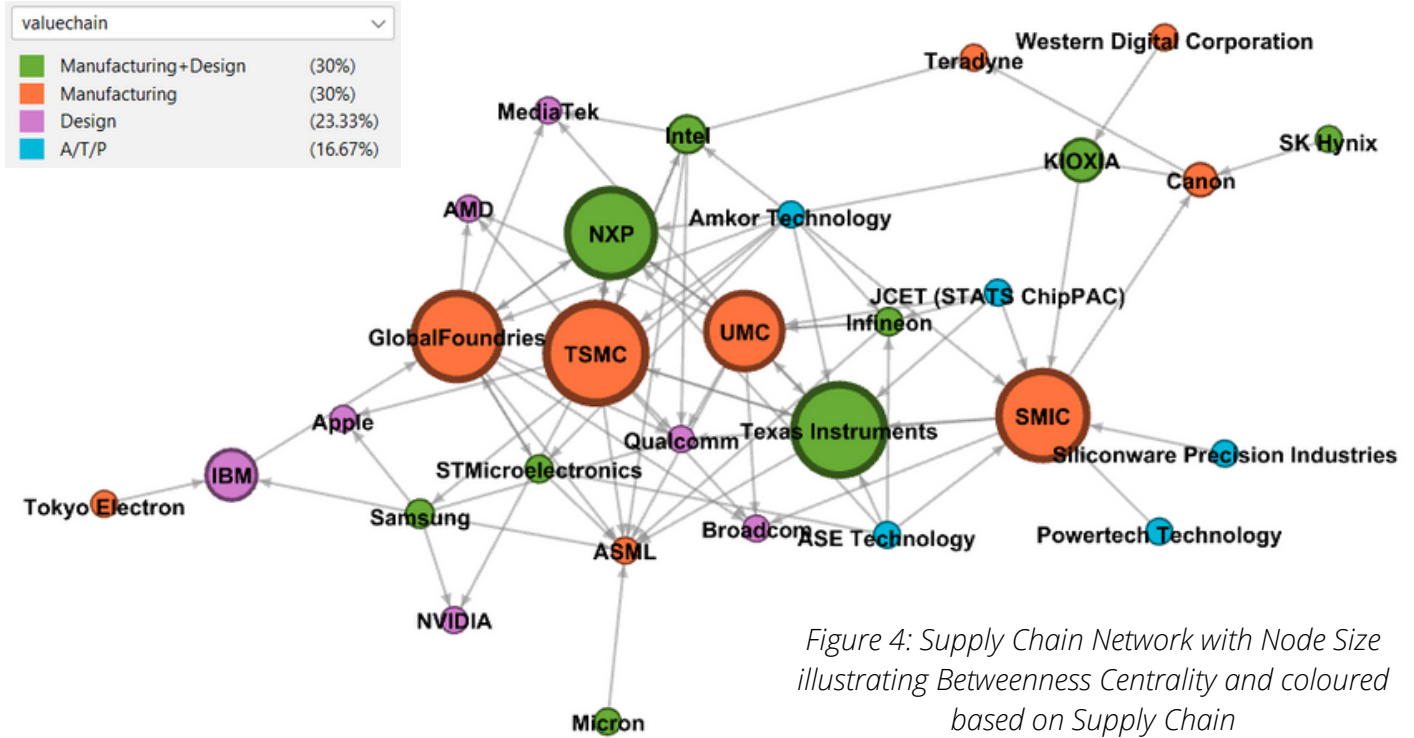 valuechain
Manufacturing+Design (30%)
Manufacturing (30%)
Design (23.33%)
A/T/P (16.67%)
Western Digital Corporation
Teradyne
MediaTek
Intel
SK Hynix
KIOXIA
Canon
AMD
Amkor Technology
NXP
JCET (STATS ChipPAC)
Infineon
GlobalFoundries
TSMC
UMC
Apple
Qualcomm
Texas Instruments
SMIC
Siliconware Precision Industries
IBM
STMicroelectronics
Tokyo Electron
Samsung
Broadcom
ASE Technology
Powertech Technology
ASML
NVIDIA
Micron
Figure 4: Supply Chain Network with Node Size
illustrating Betweenness Centrality and coloured
based on Supply Chain